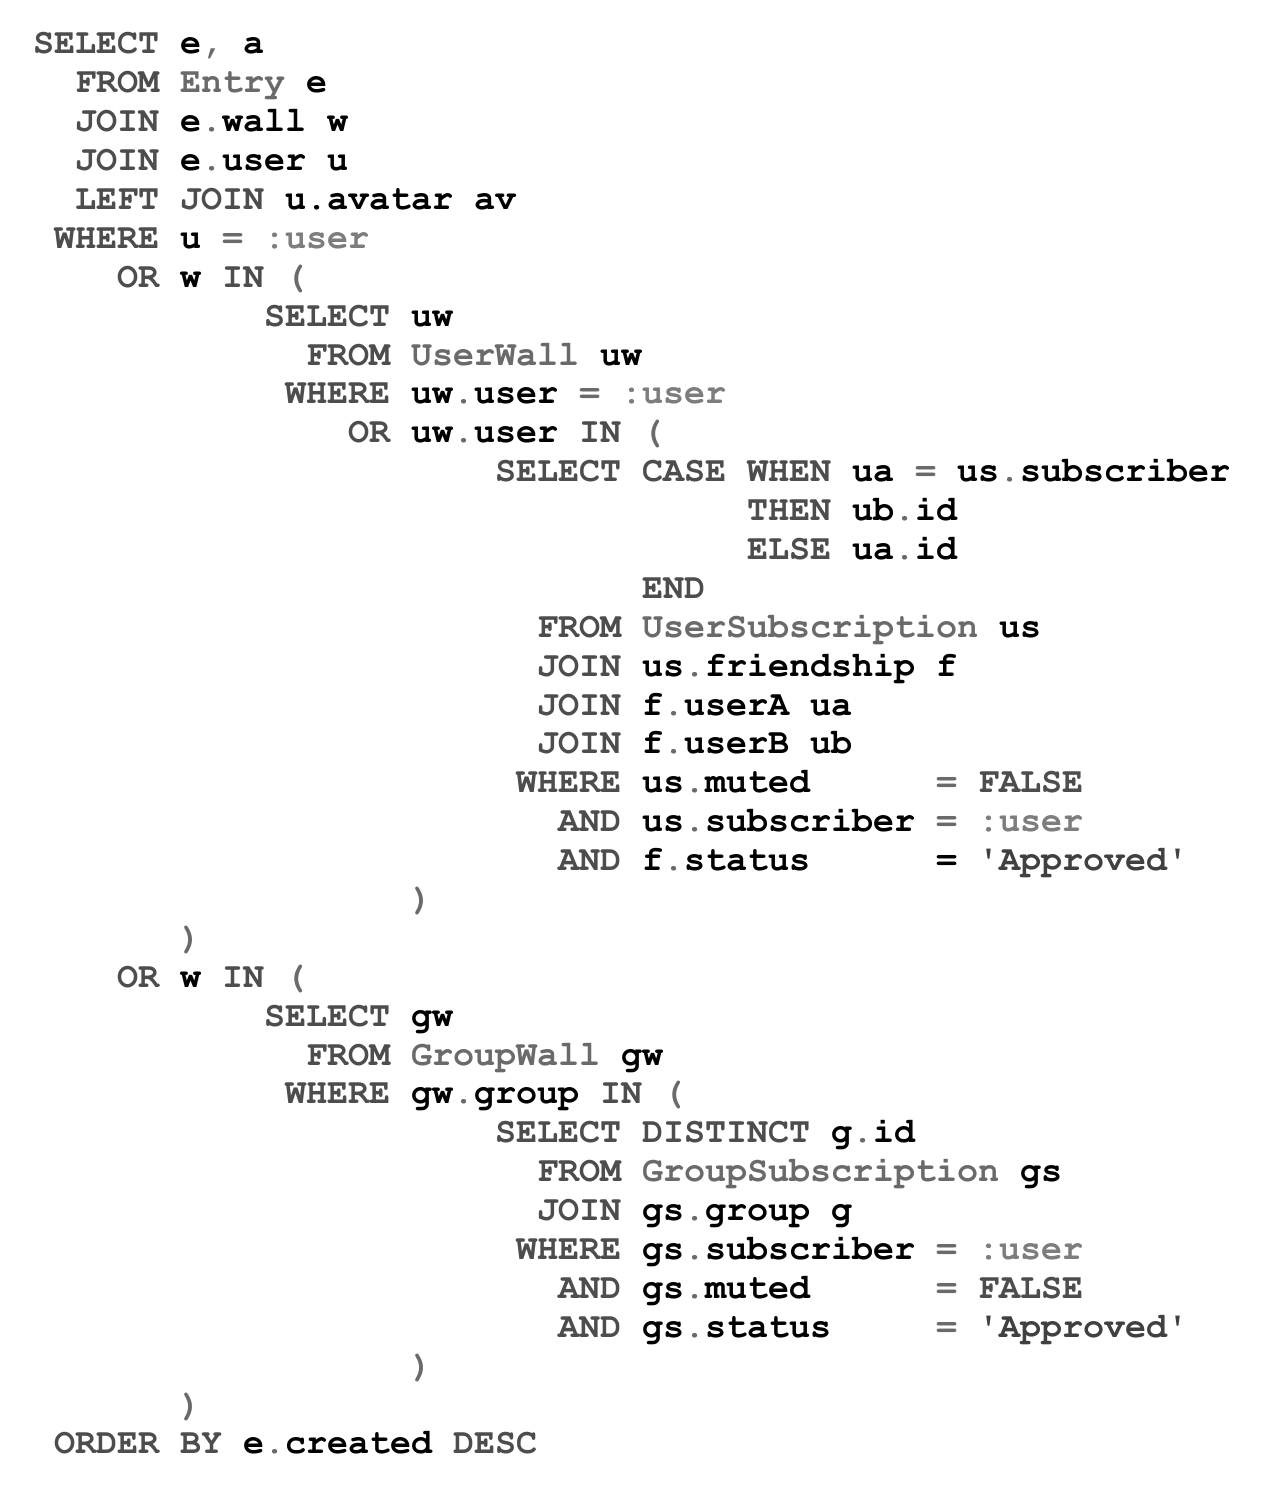 SELECT e, a
FROM Entry e
JOIN e.wall w
JOIN e.user u
LEFT JOIN u.avatar av
WHERE u = :user
OR w IN (
SELECT uw
FROM UserWall uw
WHERE uw.user = :user
OR uw.user IN (
SELECT CASE WHEN ua = us.subscriber
THEN ub.id
ELSE ua.id
END
FROM UserSubscription us
JOIN us.friendship f
JOIN f.userA ua
JOIN f.userB ub
WHERE us.muted = FALSE
AND us.subscriber = :user
AND f.status = 'Approved'
)
)
OR w IN (
SELECT gw
FROM GroupWall gw
WHERE gw.group IN (
SELECT DISTINCT g.id
FROM GroupSubscription gs
JOIN gs.group g
WHERE gs.subscriber = :user
AND gs.muted = FALSE
AND gs.status = 'Approved'
)
)
ORDER BY e.created DESC